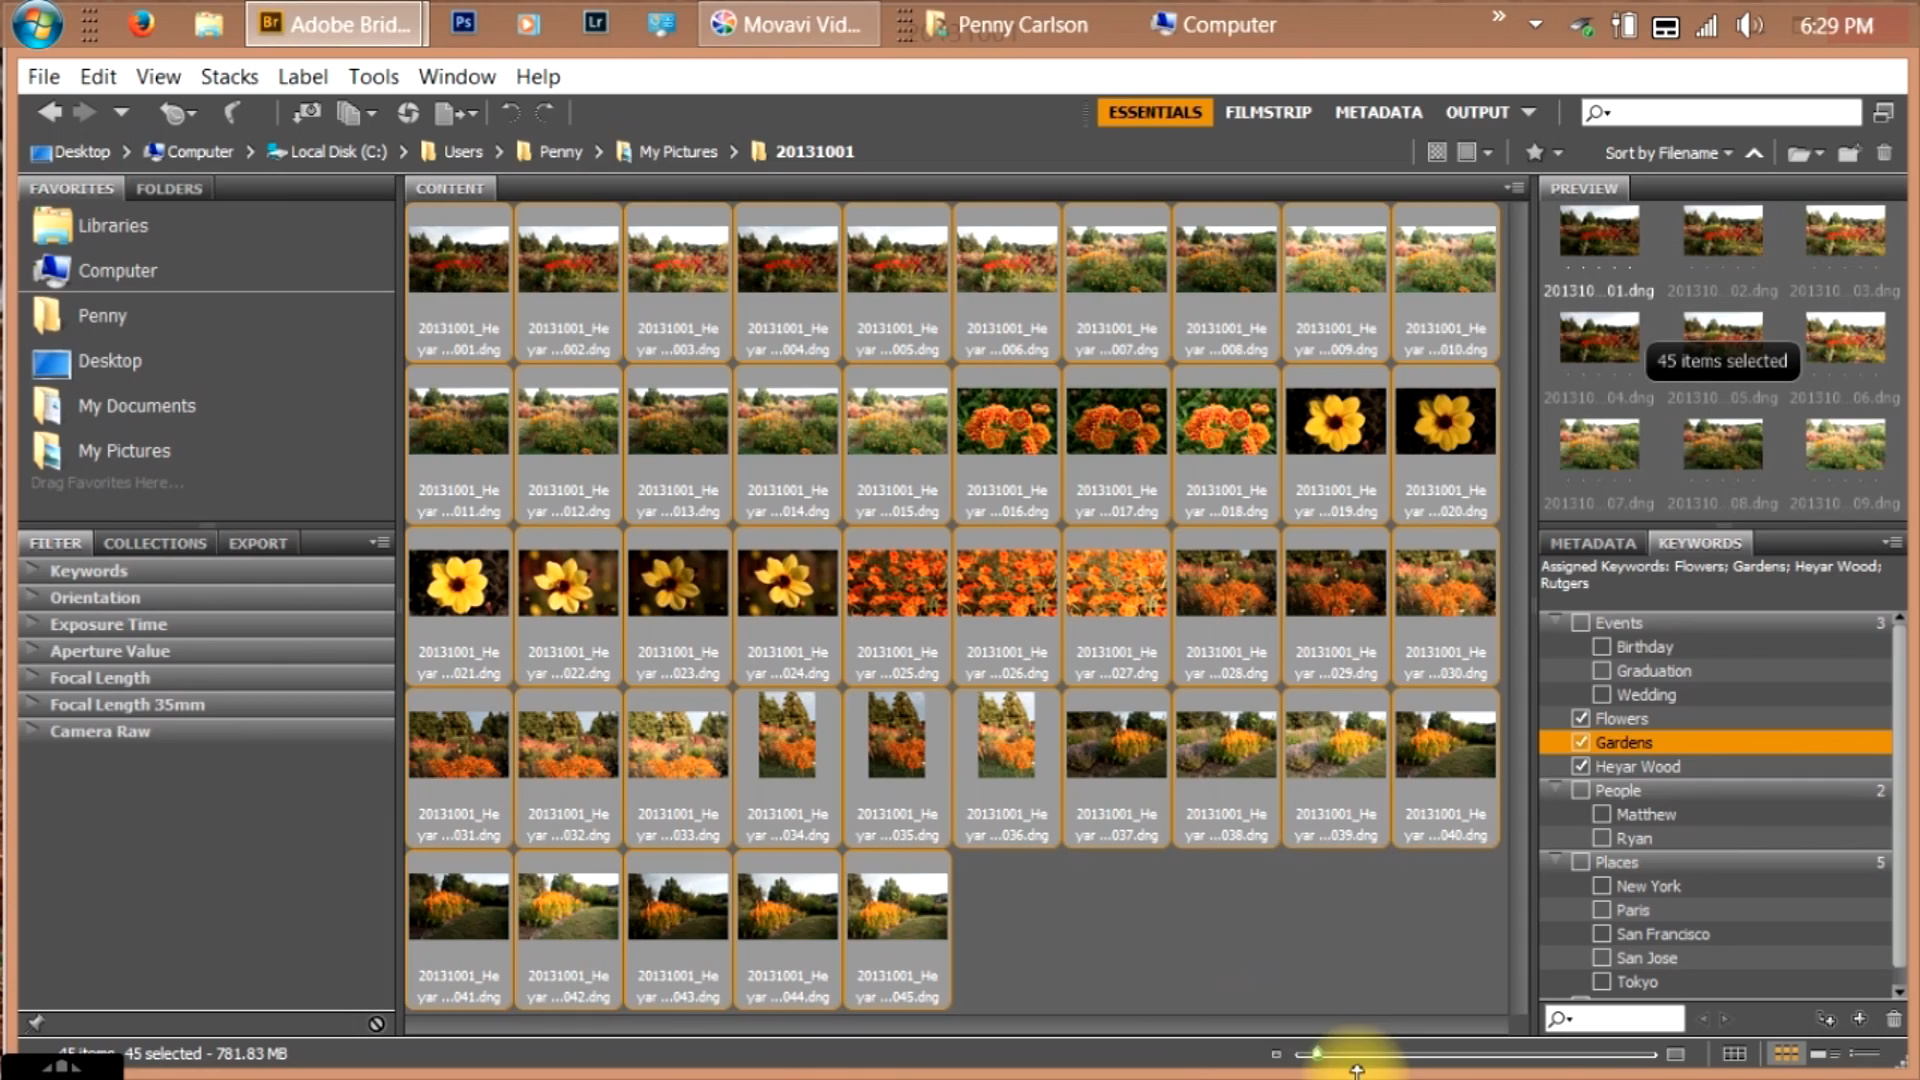 Br Adobe Brid... Ps Lr Movavi Vid... Penny Carlson Computer » 6:29 PM
File Edit View Stacks Label Tools Window Help
ESSENTIALS FILMSTRIP METADATA OUTPUT
Desktop > Computer > Local Disk (C:) > Users > Penny > My Pictures > 20131001 Sort by Filename
FAVORITES FOLDERS
Libraries
Computer
Penny
Desktop
My Documents
My Pictures
Drag Favorites Here...
FILTER COLLECTIONS EXPORT
Keywords
Orientation
Exposure Time
Aperture Value
Focal Length
Focal Length 35mm
Camera Raw
CONTENT
20131001_He 20131001_He 20131001_He 20131001_He 20131001_He 20131001_He 20131001_He 20131001_He 20131001_He 20131001_He
yar ...001.dng yar ...002.dng yar ...003.dng yar ...004.dng yar ...005.dng yar ...006.dng yar ...007.dng yar ...008.dng yar ...009.dng yar ...010.dng
20131001_He 20131001_He 20131001_He 20131001_He 20131001_He 20131001_He 20131001_He 20131001_He 20131001_He 20131001_He
yar ...011.dng yar ...012.dng yar ...013.dng yar ...014.dng yar ...015.dng yar ...016.dng yar ...017.dng yar ...018.dng yar ...019.dng yar ...020.dng
20131001_He 20131001_He 20131001_He 20131001_He 20131001_He 20131001_He 20131001_He 20131001_He 20131001_He 20131001_He
yar ...021.dng yar ...022.dng yar ...023.dng yar ...024.dng yar ...025.dng yar ...026.dng yar ...027.dng yar ...028.dng yar ...029.dng yar ...030.dng
20131001_He 20131001_He 20131001_He 20131001_He 20131001_He 20131001_He 20131001_He 20131001_He 20131001_He 20131001_He
yar ...031.dng yar ...032.dng yar ...033.dng yar ...034.dng yar ...035.dng yar ...036.dng yar ...037.dng yar ...038.dng yar ...039.dng yar ...040.dng
20131001_He 20131001_He 20131001_He 20131001_He 20131001_He
yar ...041.dng yar ...042.dng yar ...043.dng yar ...044.dng yar ...045.dng
PREVIEW
201310...01.dng 201310...02.dng 201310...03.dng
45 items selected
201310...04.dng 201310...05.dng 201310...06.dng
201310...07.dng 201310...08.dng 201310...09.dng
METADATA KEYWORDS
Assigned Keywords: Flowers; Gardens; Heyar Wood;
Rutgers
Events 3
Birthday
Graduation
Wedding
Flowers
Gardens
Heyar Wood
People 2
Matthew
Ryan
Places 5
New York
Paris
San Francisco
San Jose
Tokyo
45 items, 45 selected - 781.83 MB